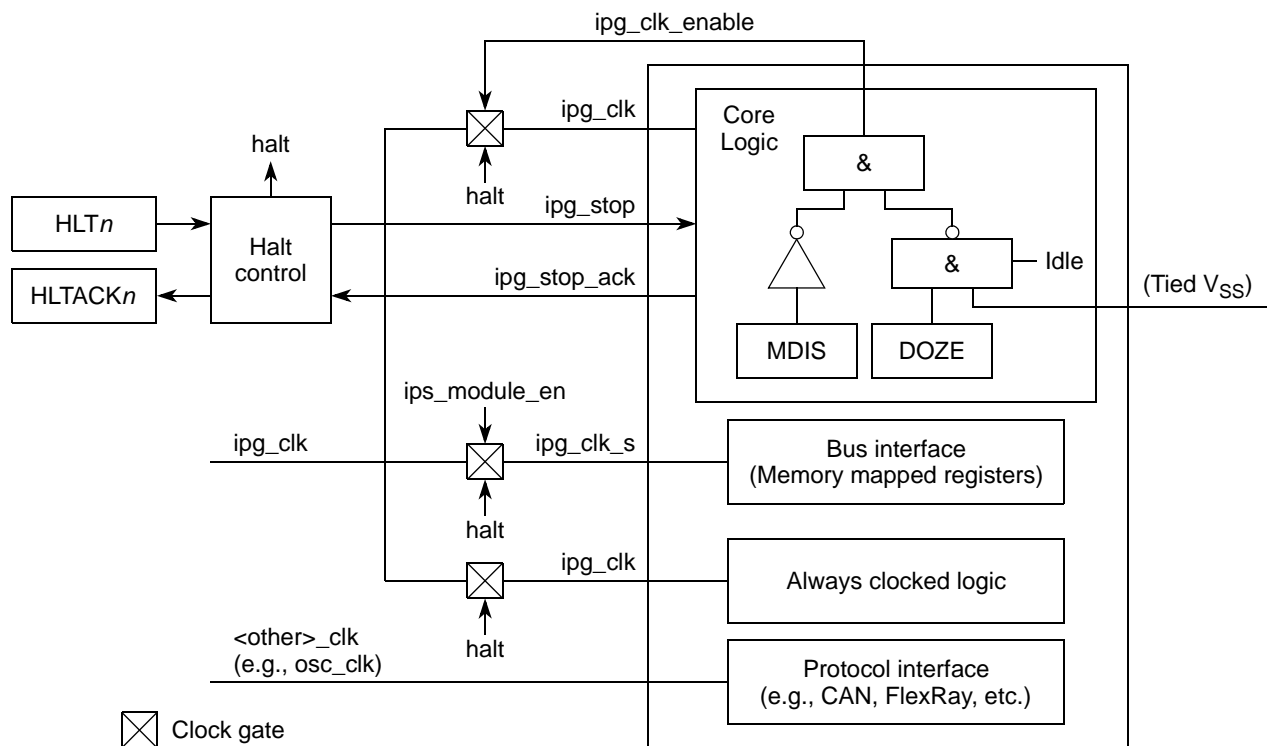 ipg_clk_enable
ipg_clk
Core
Logic
halt
&
halt
HLTn
ipg_stop
Halt
control
&
Idle
HLTACKn
ipg_stop_ack
(Tied VSS)
MDIS
DOZE
ips_module_en
ipg_clk
ipg_clk_s
Bus interface
(Memory mapped registers)
halt
ipg_clk
Always clocked logic
halt
<other>_clk
(e.g., osc_clk)
Protocol interface
(e.g., CAN, FlexRay, etc.)
Clock gate